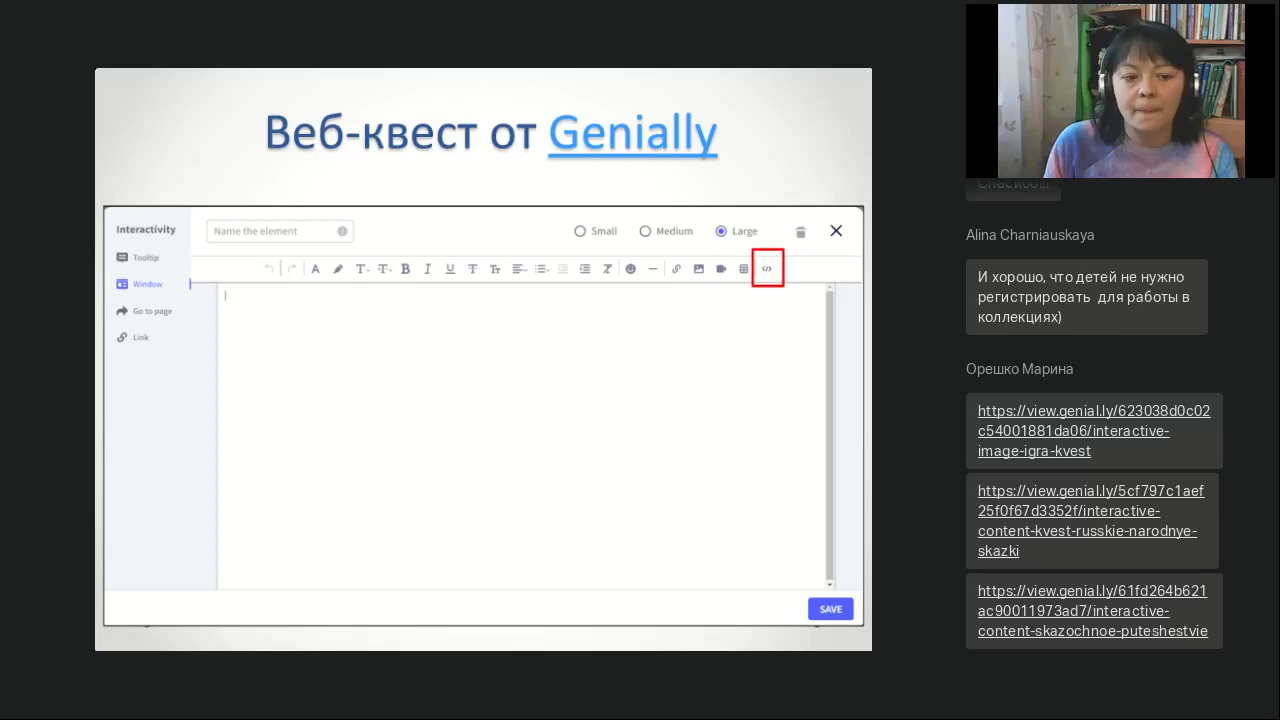 Веб-квест от Genially
Interactivity
Name the element
Small
Medium
Large
Tooltip
Window
Go to page
Link
SAVE
Спасибо!!!
Alina Charniauskaya
И хорошо, что детей не нужно
регистрировать для работы в
коллекциях)
Орешко Марина
https://view.genial.ly/623038d0c02
c54001881da06/interactive-
image-igra-kvest
https://view.genial.ly/5cf797c1aef
25f0f67d3352f/interactive-
content-kvest-russkie-narodnye-
skazki
https://view.genial.ly/61fd264b621
ac90011973ad7/interactive-
content-skazochnoe-puteshestvie